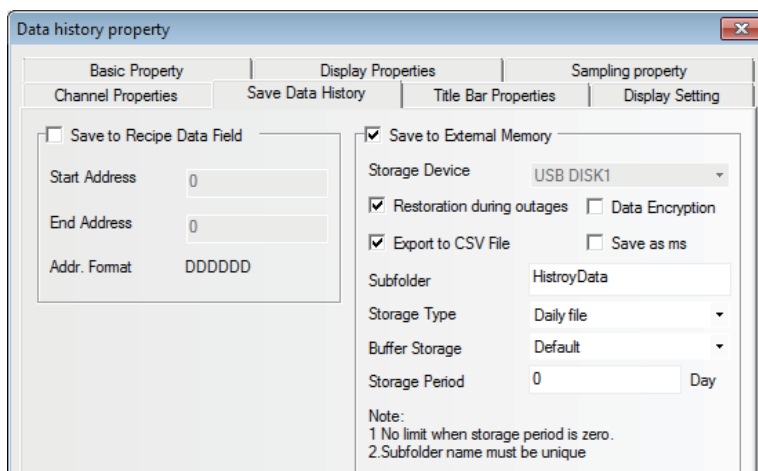 Data history property
Basic Property Display Properties Sampling property
Channel Properties Save Data History Title Bar Properties Display Setting
Save to Recipe Data Field
Start Address 0
End Address 0
Addr. Format DDDDDD
Save to External Memory
Storage Device USB DISK1
Restoration during outages Data Encryption
Export to CSV File Save as ms
Subfolder HistroyData
Storage Type Daily file
Buffer Storage Default
Storage Period 0 Day
Note:
1 No limit when storage period is zero.
2.Subfolder name must be unique